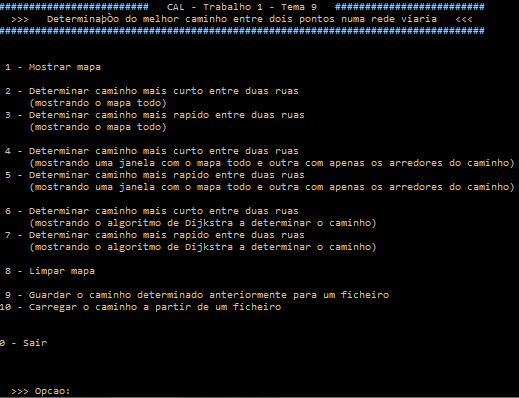 ######################### CAL - Trabalho 1 - Tema 9 #########################
>>> DeterminaþÒo do melhor caminho entre dois pontos numa rede viaria <<<
#################################################################################
1 - Mostrar mapa
2 - Determinar caminho mais curto entre duas ruas
(mostrando o mapa todo)
3 - Determinar caminho mais rapido entre duas ruas
(mostrando o mapa todo)
4 - Determinar caminho mais curto entre duas ruas
(mostrando uma janela com o mapa todo e outra com apenas os arredores do caminho)
5 - Determinar caminho mais rapido entre duas ruas
(mostrando uma janela com o mapa todo e outra com apenas os arredores do caminho)
6 - Determinar caminho mais curto entre duas ruas
(mostrando o algoritmo de Dijkstra a determinar o caminho)
7 - Determinar caminho mais rapido entre duas ruas
(mostrando o algoritmo de Dijkstra a determinar o caminho)
8 - Limpar mapa
9 - Guardar o caminho determinado anteriormente para um ficheiro
10 - Carregar o caminho a partir de um ficheiro
0 - Sair
>>> Opcao: